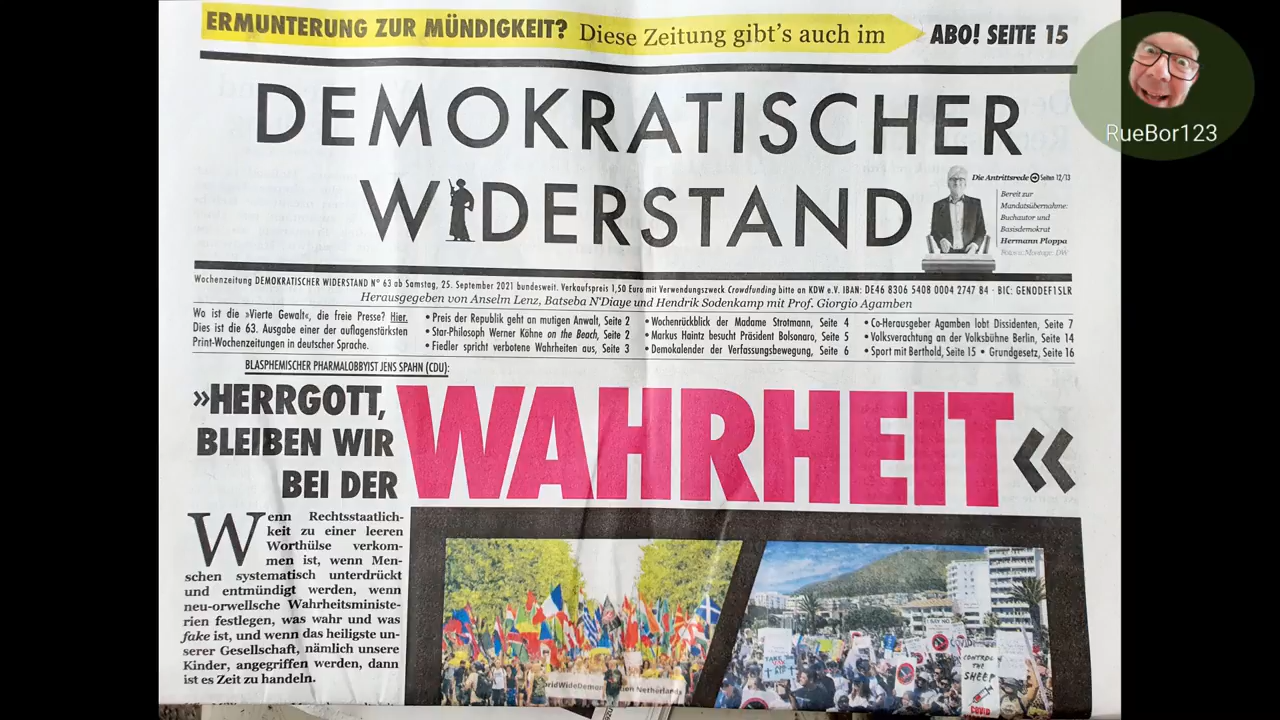 ERMUNTERUNG ZUR MÜNDIGKEIT? Diese Zeitung gibt's auch im ABO! SEITE 15
RueBor123
DEMOKRATISCHER
WIDERSTAND
Die Antrittsrede Seiten 12/13
Bereit zur
Mandatsübernahme:
Buchautor und
Basisdemokrat
Hermann Ploppa
Fotos/Montage: DW
Wochenzeitung DEMOKRATISCHER WIDERSTAND N° 63 ab Samstag, 25. September 2021 bundesweit. Verkaufspreis 1,50 Euro mit Verwendungszweck Crowdfunding bitte an KDW e.V. IBAN: DE46 8306 5408 0004 2747 84 · BIC: GENODEF1SLR
Herausgegeben von Anselm Lenz, Batseba N'Diaye und Hendrik Sodenkamp mit Prof. Giorgio Agamben
Wo ist die »Vierte Gewalt«, die freie Presse? Hier.
Dies ist die 63. Ausgabe einer der auflagenstärksten
Print-Wochenzeitungen in deutscher Sprache.
• Preis der Republik geht an mutigen Anwalt, Seite 2
• Star-Philosoph Werner Köhne on the Beach, Seite 2
• Fiedler spricht verbotene Wahrheiten aus, Seite 3
• Wochenrückblick der Madame Strotmann, Seite 4
• Markus Haintz besucht Präsident Bolsonaro, Seite 5
• Demokalender der Verfassungsbewegung, Seite 6
• Co-Herausgeber Agamben lobt Dissidenten, Seite 7
• Volksverachtung an der Volksbühne Berlin, Seite 14
• Sport mit Berthold, Seite 15 • Grundgesetz, Seite 16
BLASPHEMISCHER PHARMALOBBYIST JENS SPAHN (CDU):
»HERRGOTT,
BLEIBEN WIR
BEI DER
WAHRHEIT«
Wenn Rechtsstaatlich-
keit zu einer leeren
Worthülse verkom-
men ist, wenn Men-
schen systematisch unterdrückt
und entmündigt werden, wenn
neu-orwellsche Wahrheitsministe-
rien festlegen, was wahr und was
fake ist, und wenn das heiligste un-
serer Gesellschaft, nämlich unsere
Kinder, angegriffen werden, dann
ist es Zeit zu handeln.
Netherlands
I SAY NO
TAKE
RIP
CONTROL
THE
SHEEP
COVID